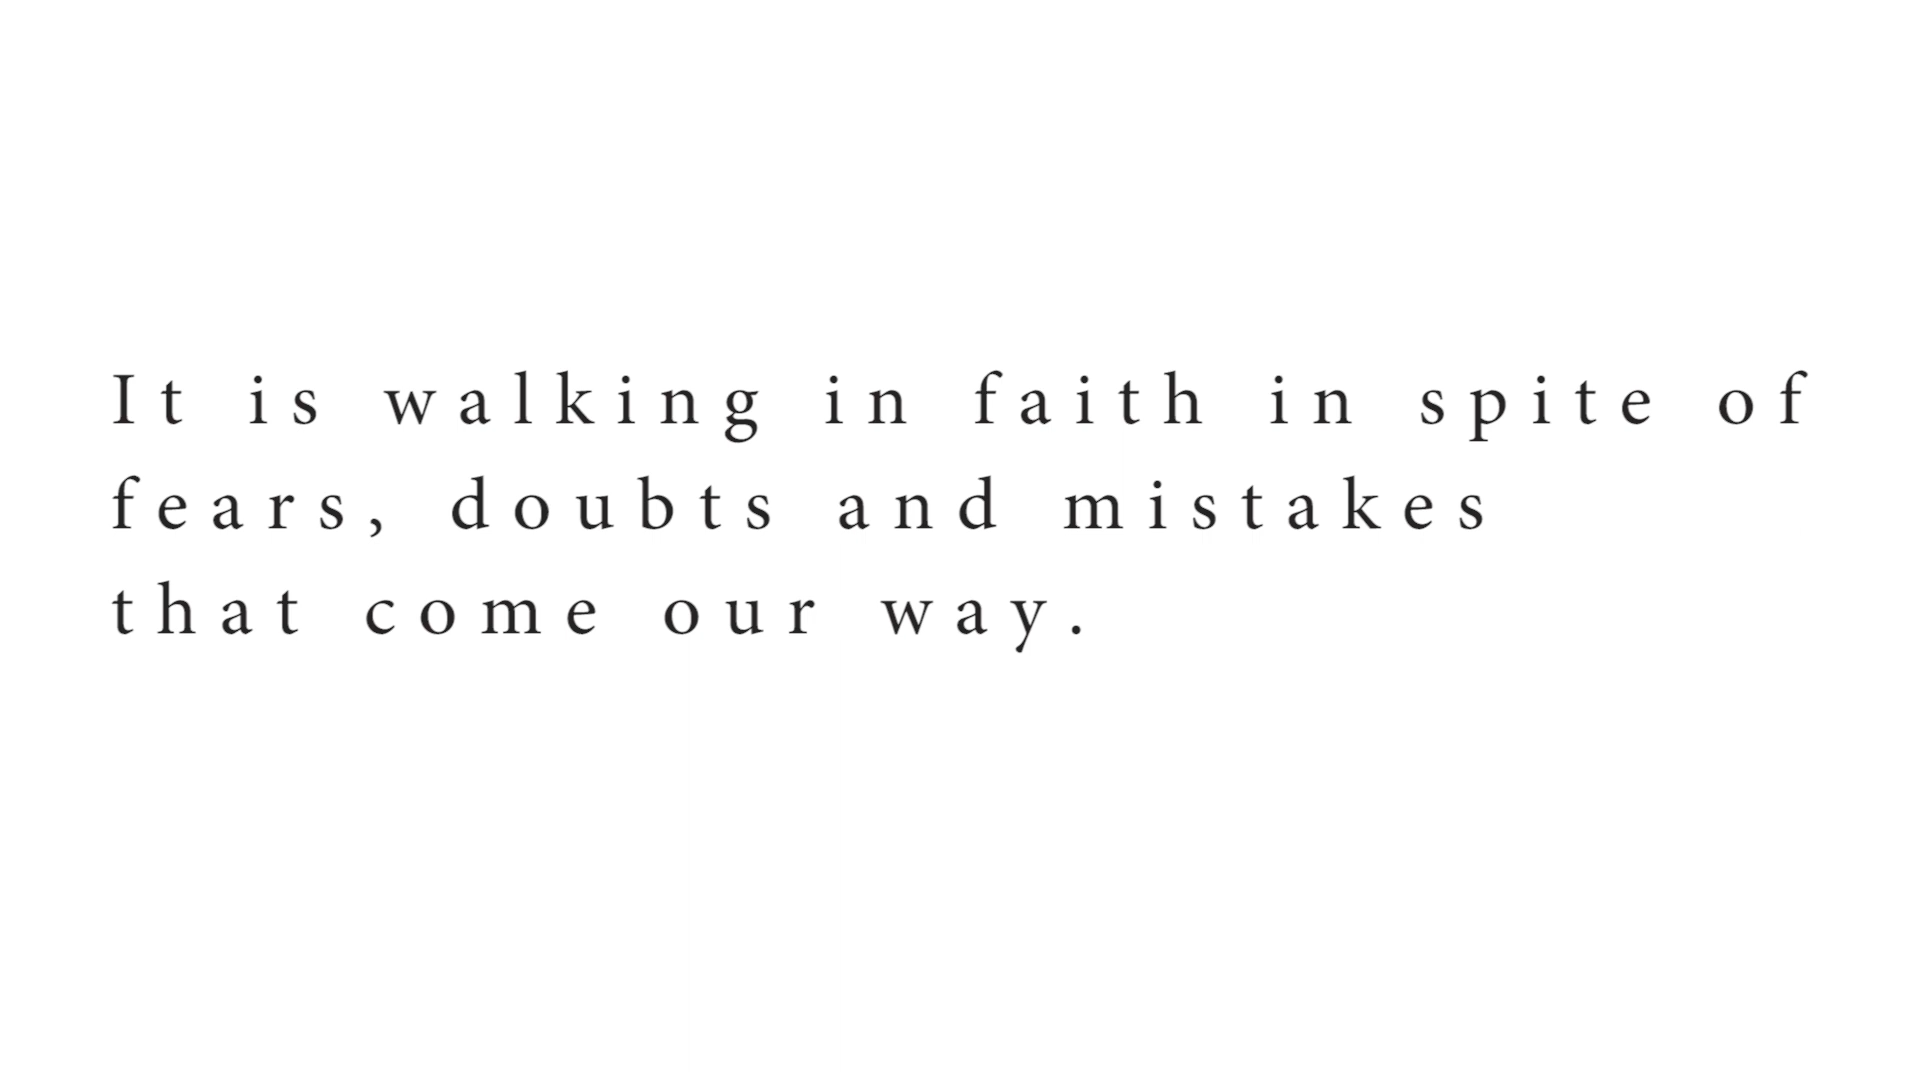 It is walking in faith in spite of
fears, doubts and mistakes
that come our way.